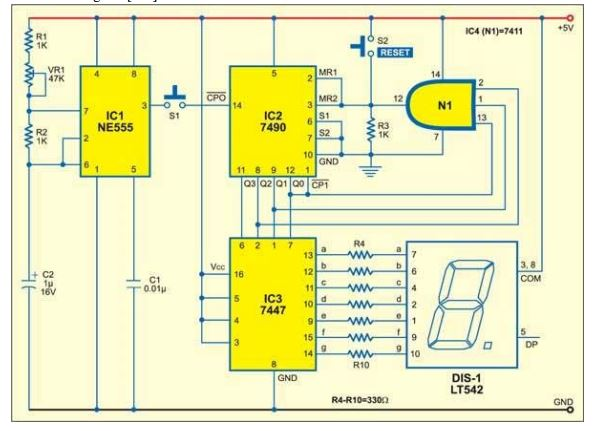 IC4 (N1)=7411
+5V
R1
1K
VR1
47K
R2
1K
C2
1µ
16V
+
C1
0.01µ
4
8
7
2
6
3
1
5
IC1
NE555
S1
CPO
14
5
IC2
7490
MR1
2
MR2
3
S1
6
S2
7
10
GND
11
8
9
12
1
Q3
Q2
Q1
Q0
CP1
S2
RESET
R3
1K
14
12
N1
2
1
13
7
6
2
1
7
Vcc
16
5
4
3
IC3
7447
8
GND
13
a
R4
a
7
12
b
b
6
11
c
c
4
10
d
d
2
9
e
e
1
15
f
f
9
14
g
g
10
R10
3, 8
COM
5
DP
DIS-1
LT542
R4-R10=330Ω
GND